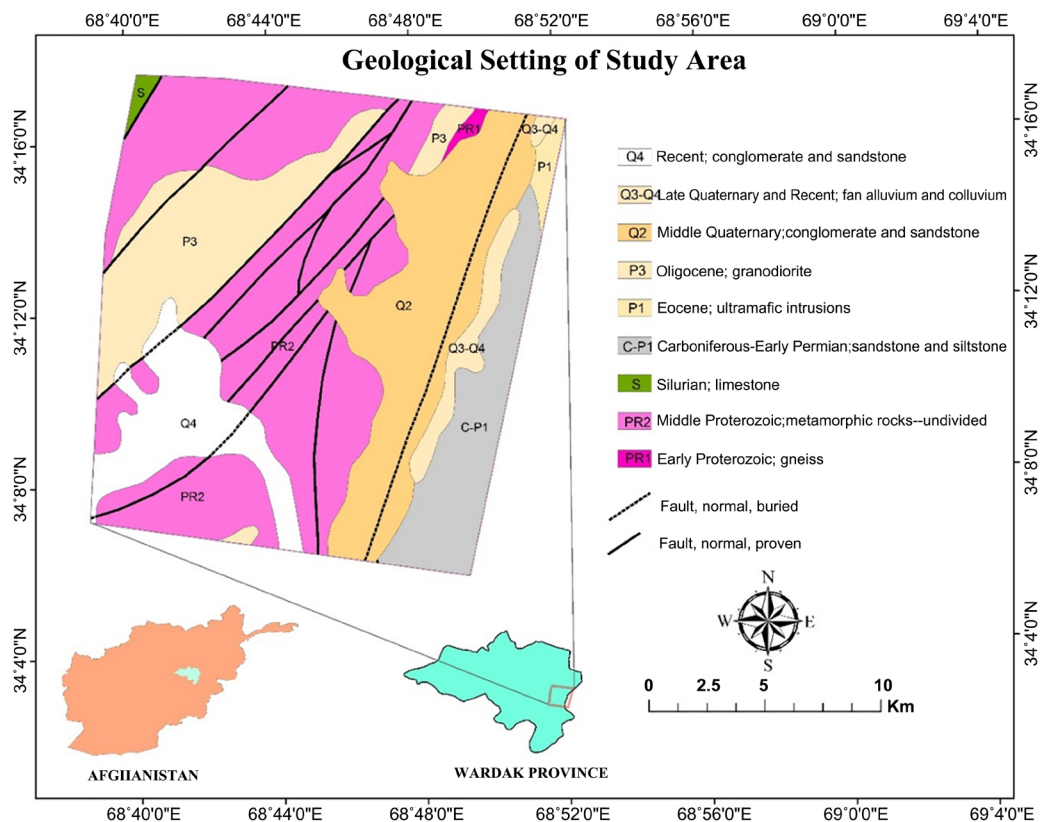 68°40'0"E 68°44'0"E 68°48'0"E 68°52'0"E 68°56'0"E 69°0'0"E 69°4'0"E
Geological Setting of Study Area
34°16'0"N
34°12'0"N
34°8'0"N
34°4'0"N
S
P3
PR1
Q3-Q4
P1
P3
Q2
PR2
Q3-Q4
Q4
C-P1
PR2
Q4 Recent; conglomerate and sandstone
Q3-Q4 Late Quaternary and Recent; fan alluvium and colluvium
Q2 Middle Quaternary;conglomerate and sandstone
P3 Oligocene; granodiorite
P1 Eocene; ultramafic intrusions
C-P1 Carboniferous-Early Permian;sandstone and siltstone
S Silurian; limestone
PR2 Middle Proterozoic;metamorphic rocks--undivided
PR1 Early Proterozoic; gneiss
Fault, normal, buried
Fault, normal, proven
N
W E
S
0 2.5 5 10
Km
AFGHANISTAN
WARDAK PROVINCE
34°16'0"N
34°12'0"N
34°8'0"N
34°4'0"N
68°40'0"E 68°44'0"E 68°48'0"E 68°52'0"E 68°56'0"E 69°0'0"E 69°4'0"E